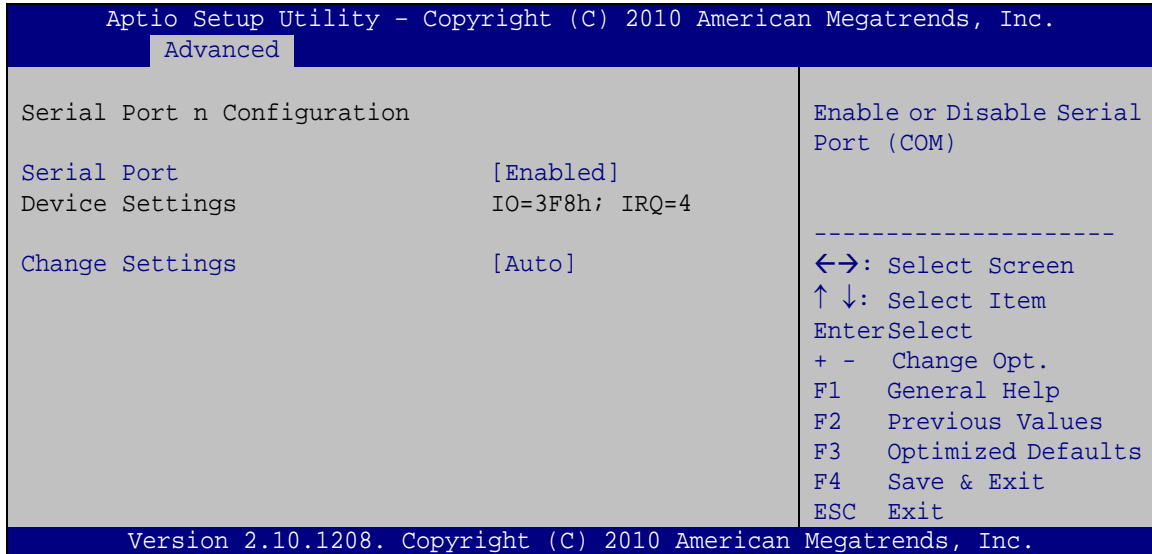 Aptio Setup Utility – Copyright (C) 2010 American Megatrends, Inc.
Advanced
Serial Port n Configuration
Serial Port [Enabled]
Device Settings IO=3F8h; IRQ=4
Change Settings [Auto]
Enable or Disable Serial
Port (COM)
---------------------
←→: Select Screen
↑ ↓: Select Item
EnterSelect
+ - Change Opt.
F1 General Help
F2 Previous Values
F3 Optimized Defaults
F4 Save & Exit
ESC Exit
Version 2.10.1208. Copyright (C) 2010 American Megatrends, Inc.